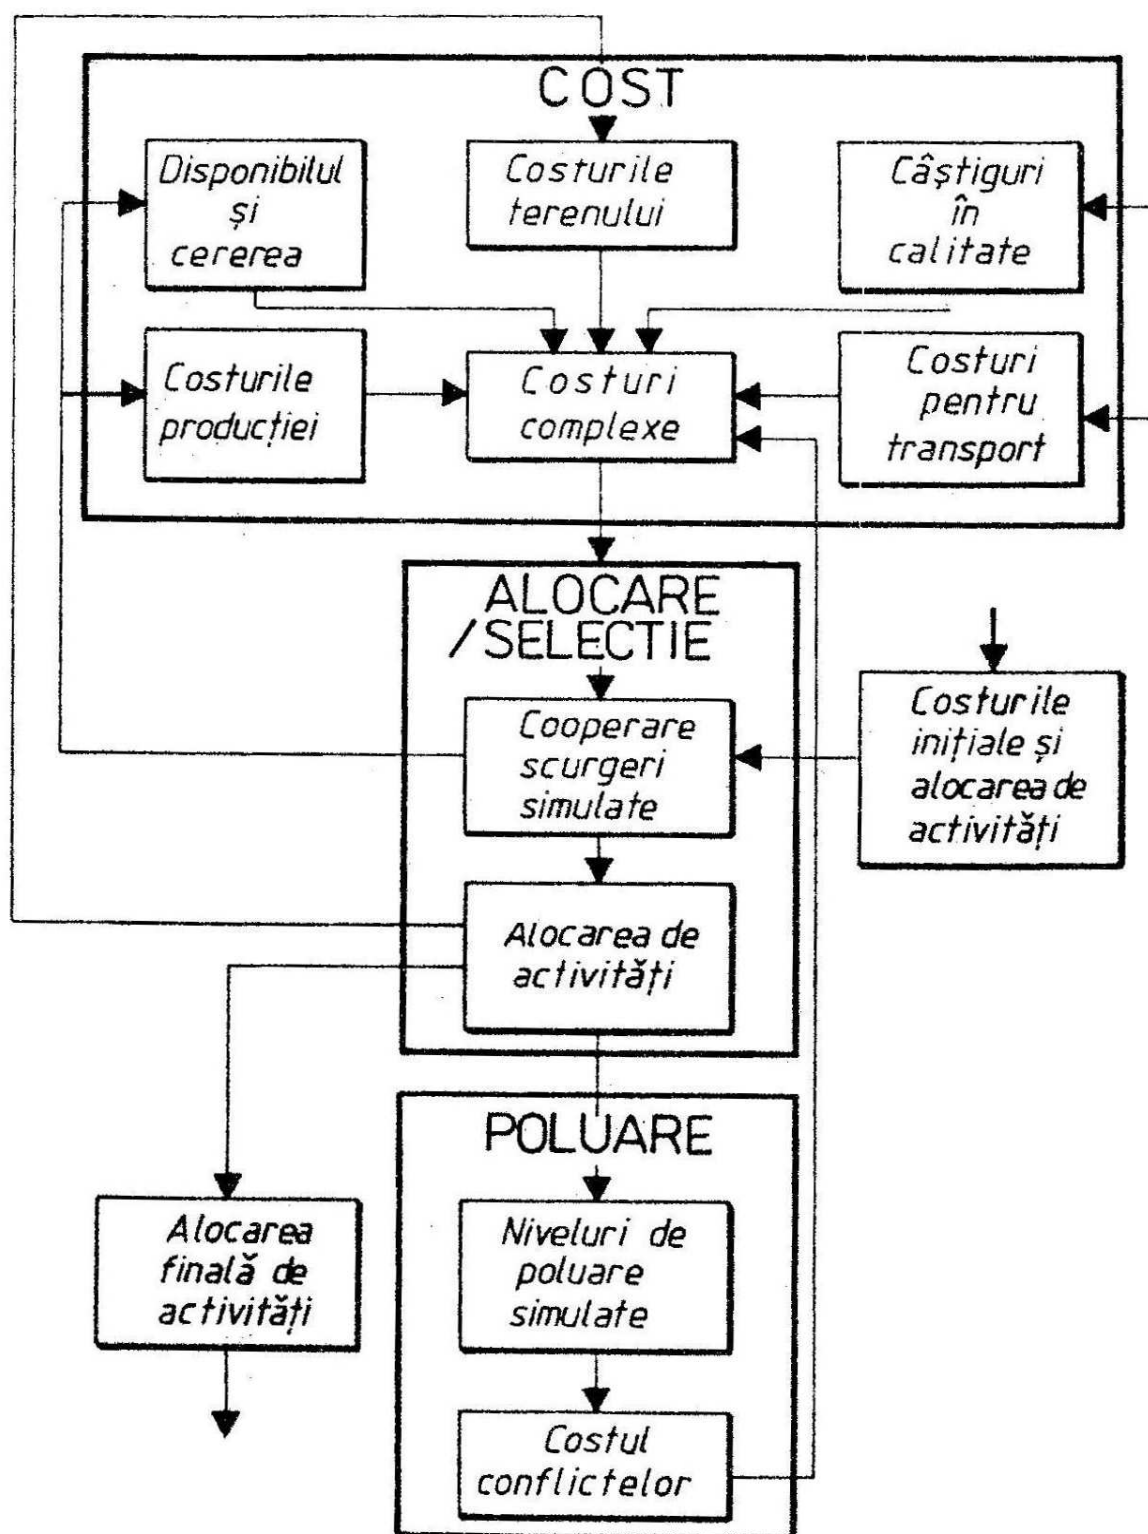 COST
Disponibilul
și
cererea
Costurile
terenului
Câștiguri
în
calitate
Costurile
producției
Costuri
complexe
Costuri
pentru
transport
ALOCARE
/SELECTIE
Cooperare
scurgeri
simulate
Costurile
inițiale și
alocarea de
activități
Alocarea de
activități
POLUARE
Alocarea
finală de
activități
Niveluri de
poluare
simulate
Costul
conflictelor